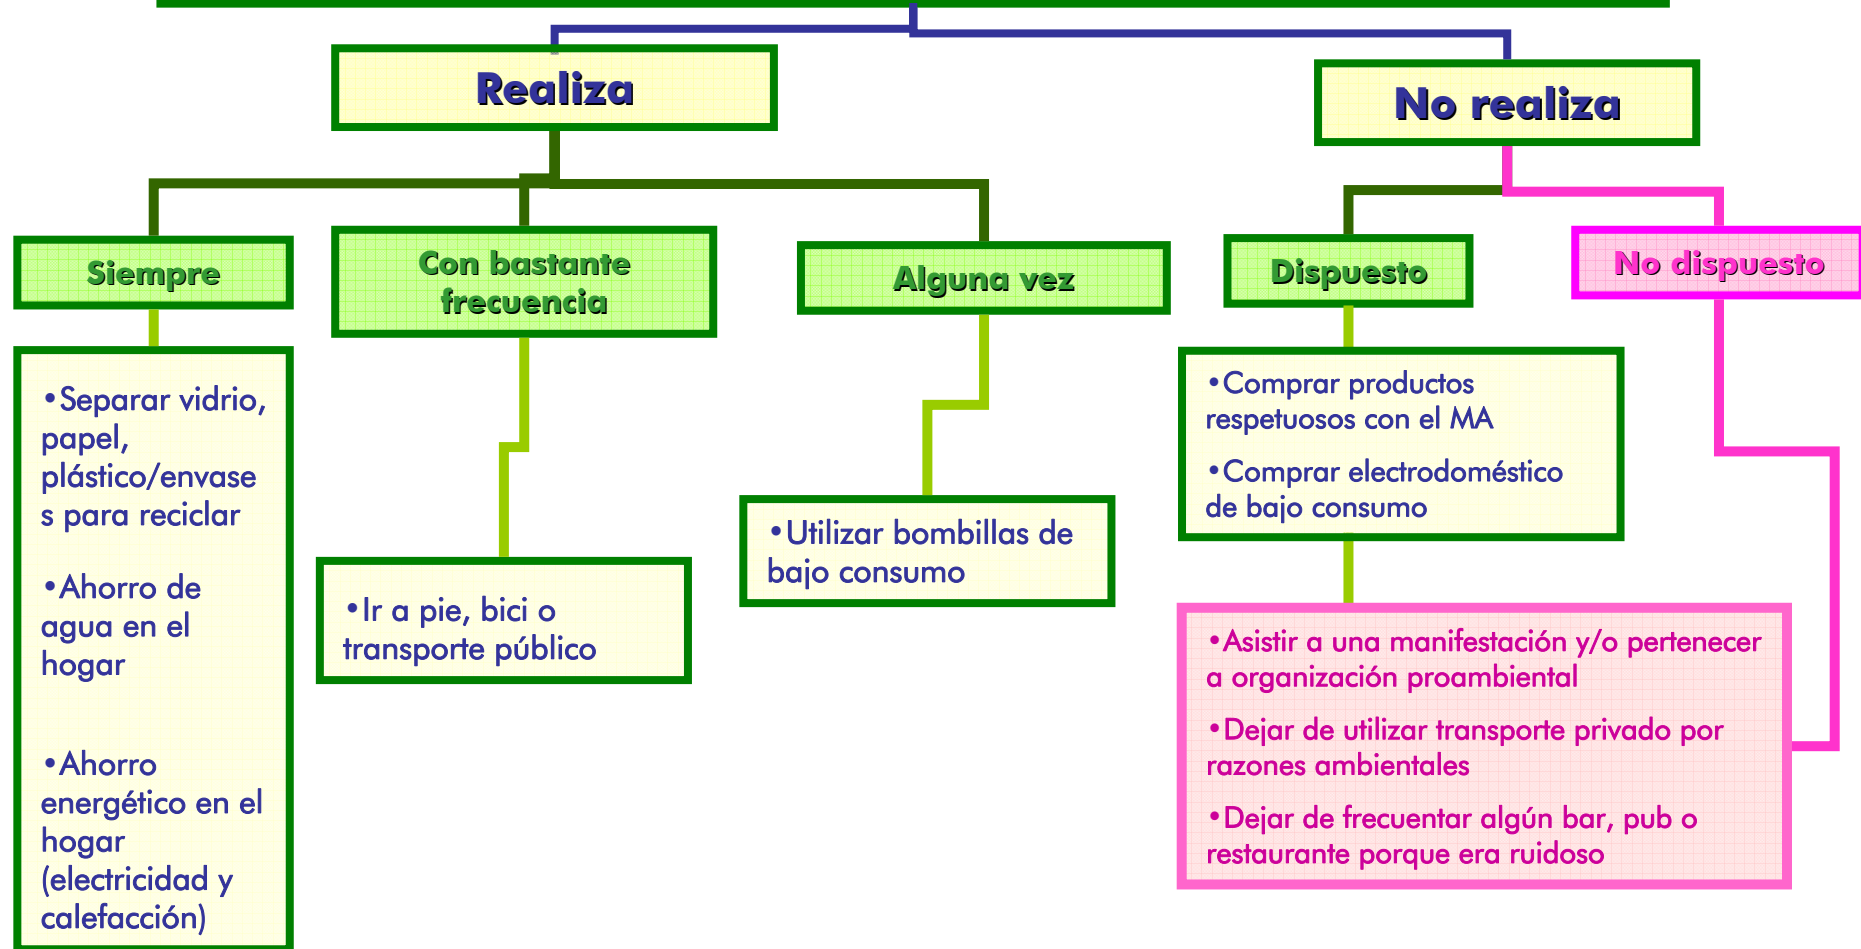 Realiza
No realiza
Siempre
Con bastante
frecuencia
Alguna vez
Dispuesto
No dispuesto
•Separar vidrio,
papel,
plástico/envase
s para reciclar
•Ahorro de
agua en el
hogar
•Ahorro
energético en el
hogar
(electricidad y
calefacción)
•Ir a pie, bici o
transporte público
•Utilizar bombillas de
bajo consumo
•Comprar productos
respetuosos con el MA
•Comprar electrodoméstico
de bajo consumo
•Asistir a una manifestación y/o pertenecer
a organización proambiental
•Dejar de utilizar transporte privado por
razones ambientales
•Dejar de frecuentar algún bar, pub o
restaurante porque era ruidoso